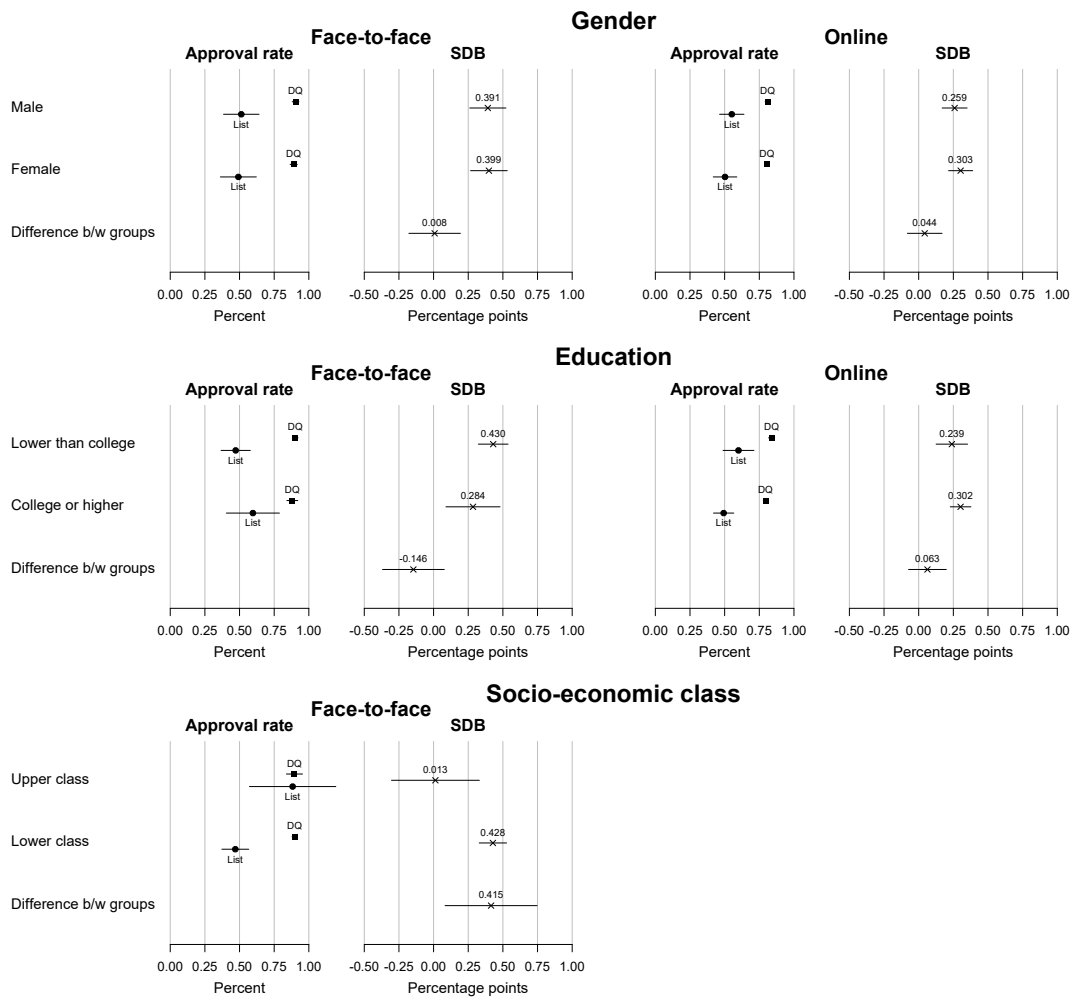 Gender
Face-to-face Online
Approval rate SDB Approval rate SDB
DQ 0.391 DQ 0.259
Male
List List
DQ 0.399 DQ 0.303
Female
List List
0.008 0.044
Difference b/w groups
0.00 0.25 0.50 0.75 1.00 -0.50 -0.25 0.00 0.25 0.50 0.75 1.00 0.00 0.25 0.50 0.75 1.00 -0.50 -0.25 0.00 0.25 0.50 0.75 1.00
Percent Percentage points Percent Percentage points
Education
Face-to-face Online
Approval rate SDB Approval rate SDB
DQ 0.430 DQ 0.239
Lower than college
List List
DQ 0.284 DQ 0.302
College or higher
List List
-0.146 0.063
Difference b/w groups
0.00 0.25 0.50 0.75 1.00 -0.50 -0.25 0.00 0.25 0.50 0.75 1.00 0.00 0.25 0.50 0.75 1.00 -0.50 -0.25 0.00 0.25 0.50 0.75 1.00
Percent Percentage points Percent Percentage points
Socio-economic class
Face-to-face
Approval rate SDB
DQ 0.013
Upper class
List
DQ 0.428
Lower class
List
0.415
Difference b/w groups
0.00 0.25 0.50 0.75 1.00 -0.50 -0.25 0.00 0.25 0.50 0.75 1.00
Percent Percentage points